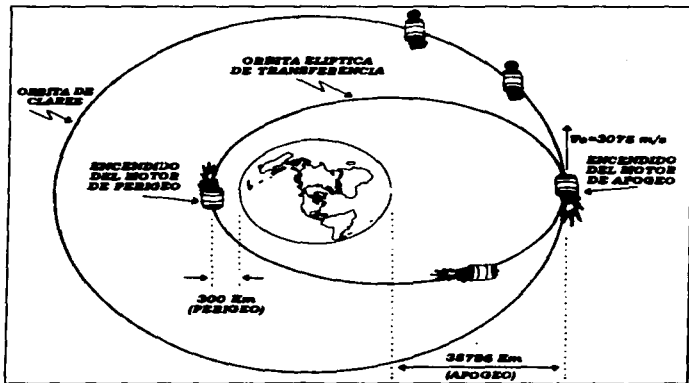 ORBITA ELIPTICA
DE TRANSFERENCIA
ORBITA DE
CLARKE
=3075 m/s
ENCENDIDO
DEL MOTOR
DE PERIGEO
ENCENDIDO
DEL MOTOR
DE APOGEO
300 Km
(PERIGEO)
35786 Km
(APOGEO)